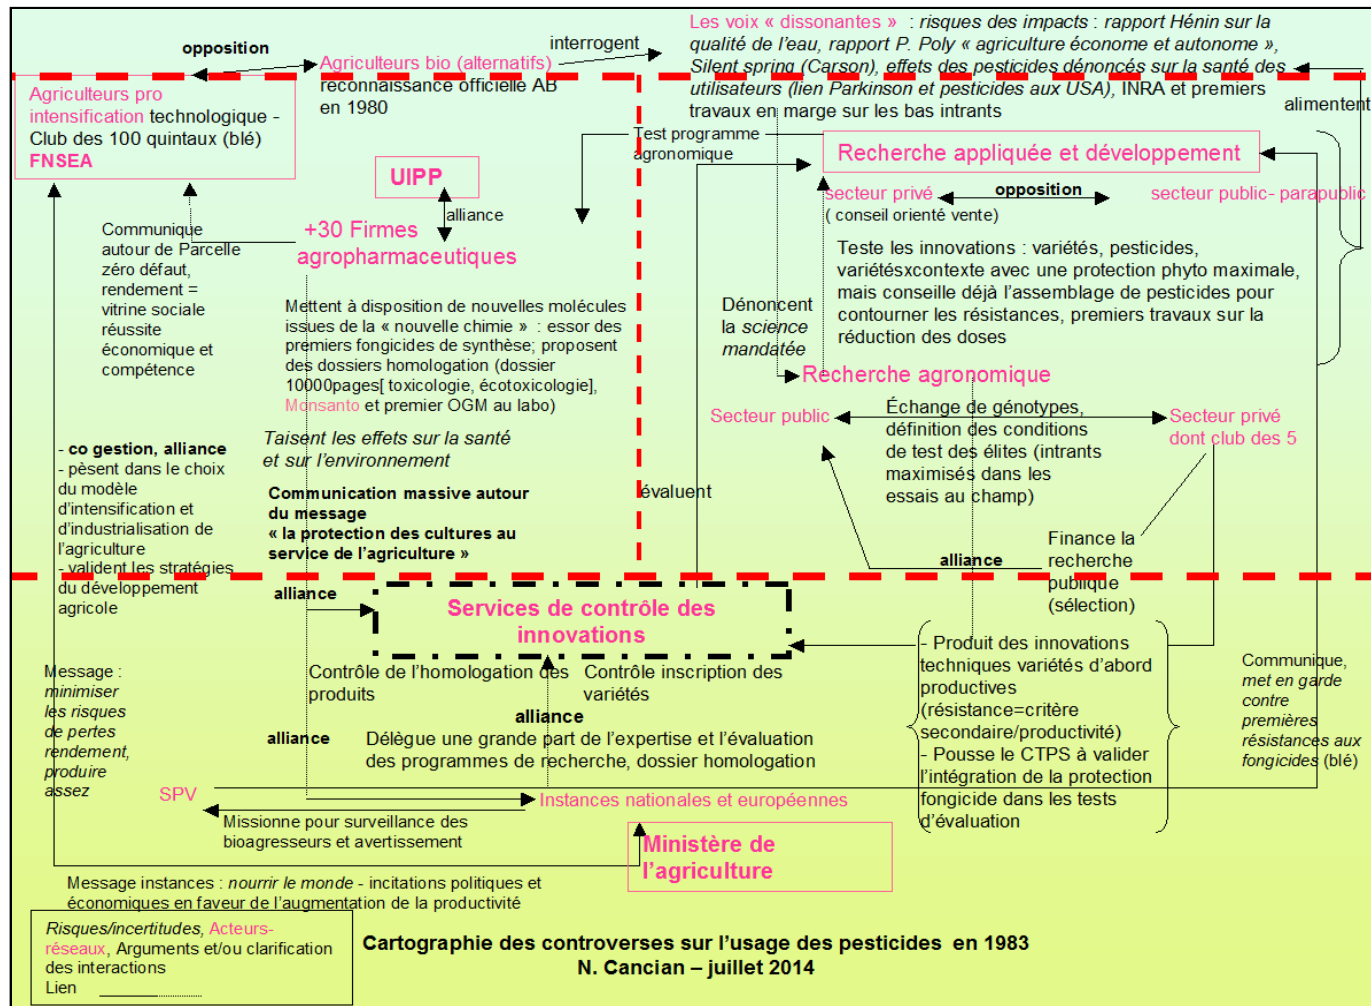 opposition
Agriculteurs bio (alternatifs)
reconnaissance officielle AB
en 1980
interrogent
Les voix « dissonantes »  : risques des impacts : rapport Hénin sur la
qualité de l'eau, rapport P. Poly « agriculture économe et autonome »,
Silent spring (Carson), effets des pesticides dénoncés sur la santé des
utilisateurs (lien Parkinson et pesticides aux USA), INRA et premiers
travaux en marge sur les bas intrants
alimentent
Agriculteurs pro
intensification technologique -
Club des 100 quintaux (blé)
FNSEA
UIPP
alliance
Test programme
agronomique
Recherche appliquée et développement
secteur privé
( conseil orienté vente)
opposition
secteur public- parapublic
Communique
autour de Parcelle
zéro défaut,
rendement =
vitrine sociale
réussite
économique et
compétence
+30 Firmes
agropharmaceutiques
Teste les innovations : variétés, pesticides,
variétésxcontexte avec une protection phyto maximale,
mais conseille déjà l'assemblage de pesticides pour
contourner les résistances, premiers travaux sur la
réduction des doses
Mettent à disposition de nouvelles molécules
issues de la « nouvelle chimie »  : essor des
premiers fongicides de synthèse; proposent
des dossiers homologation (dossier
10000pages[ toxicologie, écotoxicologie],
Monsanto et premier OGM au labo)
Dénoncent
la science
mandatée
Recherche agronomique
Secteur public
Échange de génotypes,
définition des conditions
de test des élites (intrants
maximisés dans les
essais au champ)
Secteur privé
dont club des 5
Taisent les effets sur la santé
et sur l'environnement
- co gestion, alliance
- pèsent dans le choix
du modèle
d'intensification et
d'industrialisation de
l'agriculture
- valident les stratégies
du développement
agricole
Communication massive autour
du message
« la protection des cultures au
service de l'agriculture »
évaluent
alliance
Finance la
recherche
publique
(sélection)
alliance
Services de contrôle des
innovations
Contrôle de l'homologation des
produits
Contrôle inscription des
variétés
Message :
minimiser
les risques
de pertes
rendement,
produire
assez
alliance
alliance
Délègue une grande part de l'expertise et l'évaluation
des programmes de recherche, dossier homologation
- Produit des innovations
techniques variétés d'abord
productives
(résistance=critère
secondaire/productivité)
- Pousse le CTPS à valider
l'intégration de la protection
fongicide dans les tests
d'évaluation
Communique,
met en garde
contre
premières
résistances aux
fongicides (blé)
SPV
Instances nationales et européennes
Missionne pour surveillance des
bioagresseurs et avertissement
Ministère de
l'agriculture
Message instances : nourrir le monde - incitations politiques et
économiques en faveur de l'augmentation de la productivité
Risques/incertitudes, Acteurs-
réseaux, Arguments et/ou clarification
des interactions
Lien
Cartographie des controverses sur l'usage des pesticides  en 1983
N. Cancian – juillet 2014